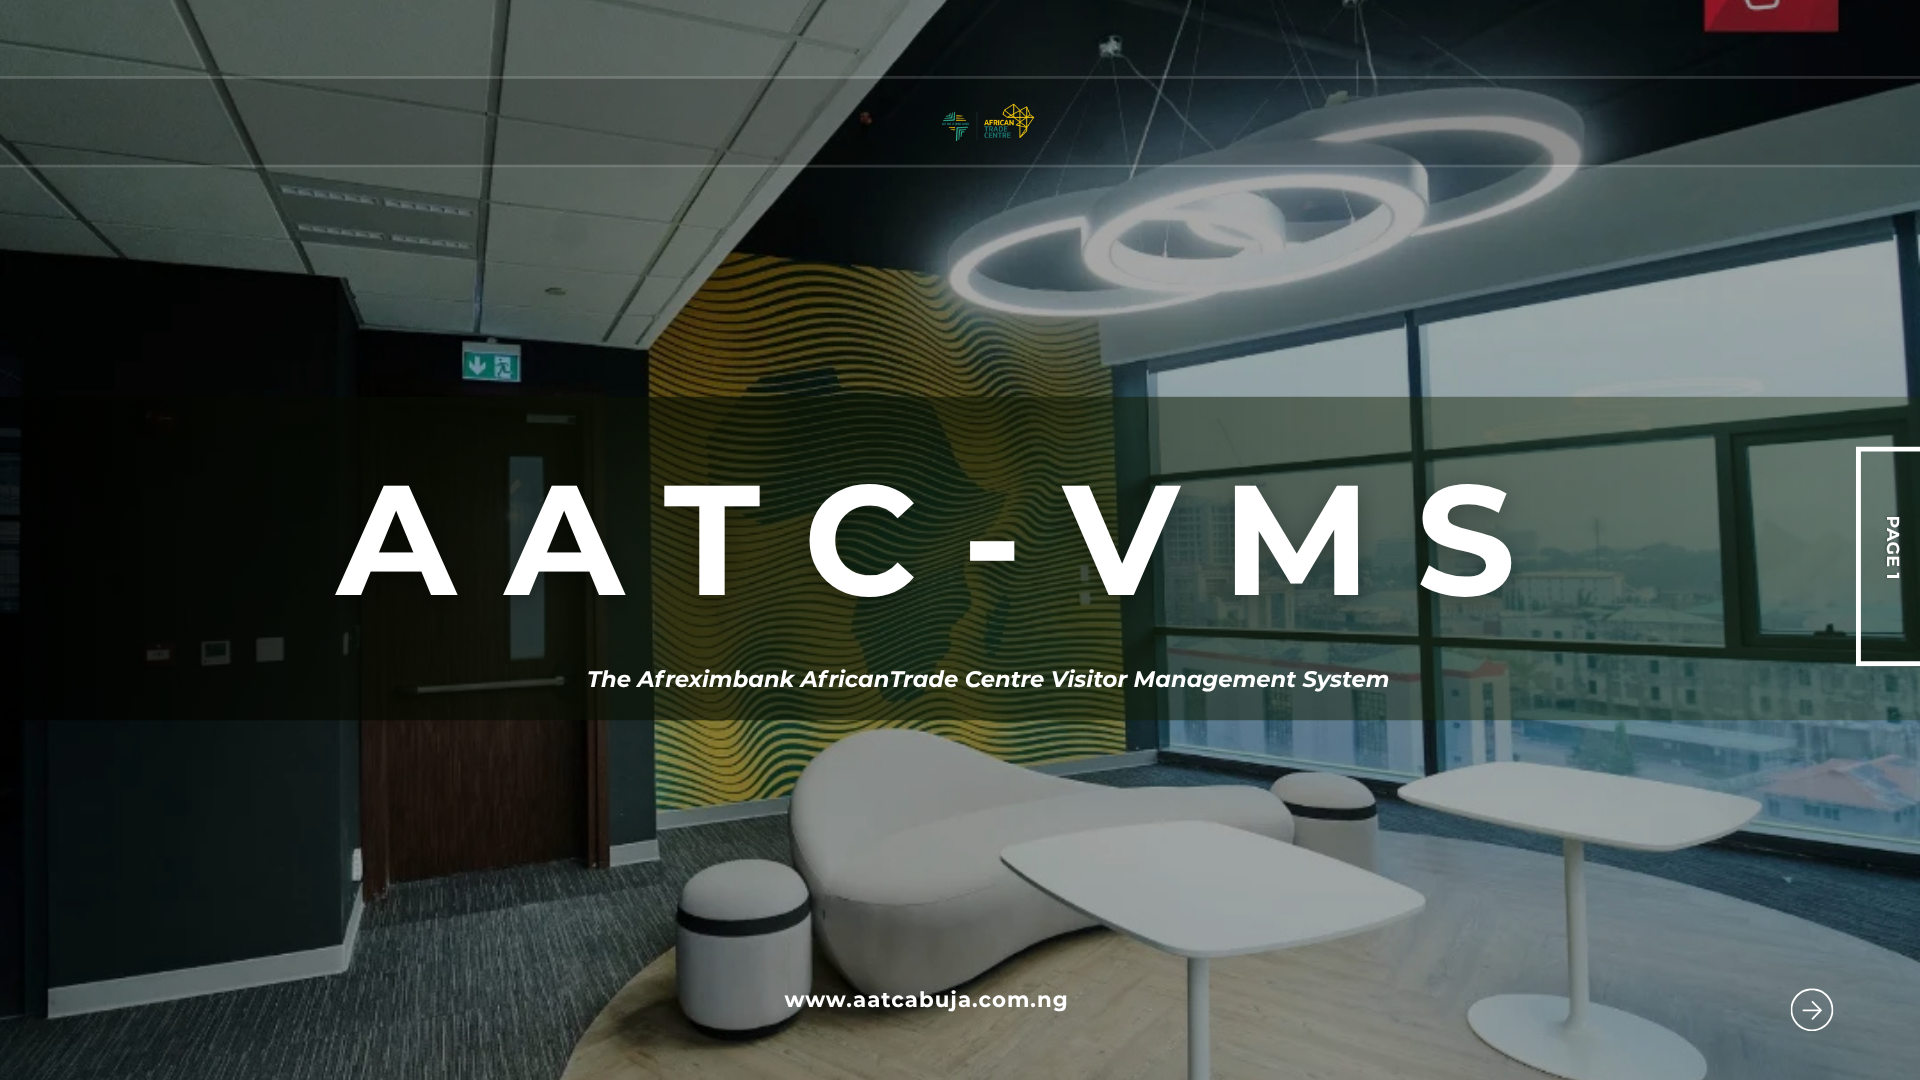 AFRICAN
TRADE
CENTRE
AATC-VMS
The Afreximbank AfricanTrade Centre Visitor Management System
PAGE 1
www.aatcabuja.com.ng